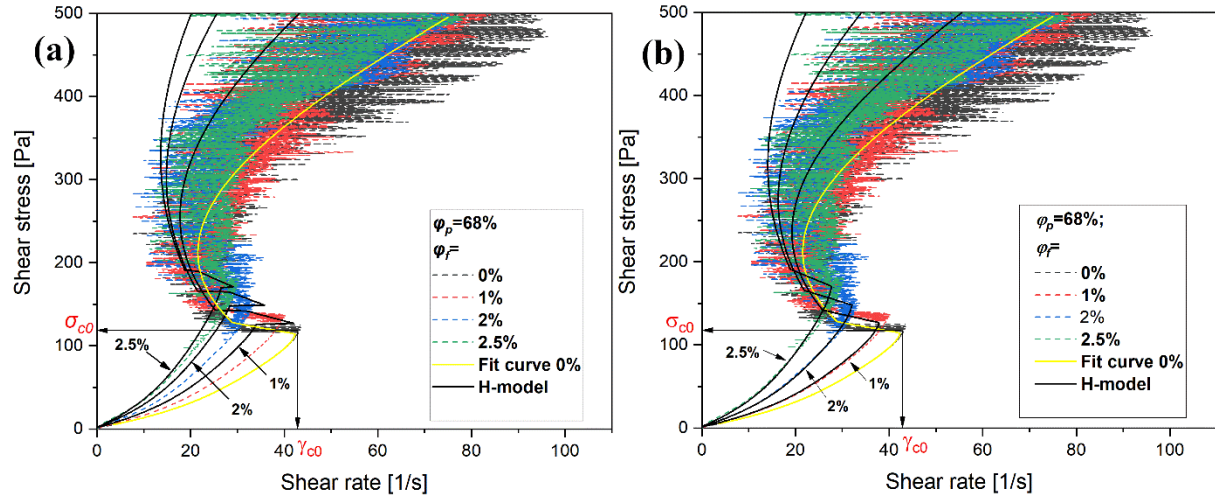 (a)
Shear stress [Pa]
500
400
300
200
100
0
σc0
2.5%
2%
1%
γc0
φp=68%
φf=
0%
1%
2%
2.5%
Fit curve 0%
H-model
0 20 40 60 80 100
Shear rate [1/s]
(b)
Shear stress [Pa]
500
400
300
200
100
0
σc0
2.5%
2%
1%
γc0
φp=68%;
φf=
0%
1%
2%
2.5%
Fit curve 0%
H-model
0 20 40 60 80 100
Shear rate [1/s]